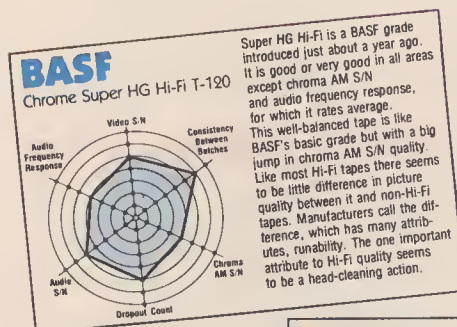 BASF
Chrome Super HG Hi-Fi T-120
Video S/N
Consistency
Between
Batches
Chroma
AM S/N
Dropout Count
Audio
S/N
Audio
Frequency
Response
Super HG Hi-Fi is a BASF grade
introduced just about a year ago.
It is good or very good in all areas
except chroma AM S/N
and audio frequency response,
for which it rates average.
This well-balanced tape is like
BASF's basic grade but with a big
jump in chroma AM S/N quality.
Like most Hi-Fi tapes there seems
to be little difference in picture
quality between it and non-Hi-Fi
tapes. Manufacturers call the dif-
ference, which has many attrib-
utes, runability. The one important
attribute to Hi-Fi quality seems
to be a head-cleaning action.